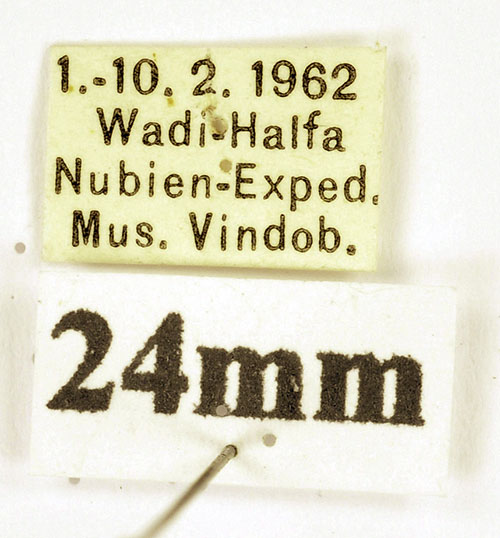 1.-10. 2. 1962
Wadi-Halfa
Nubien-Exped.
Mus. Vindob.
24mm